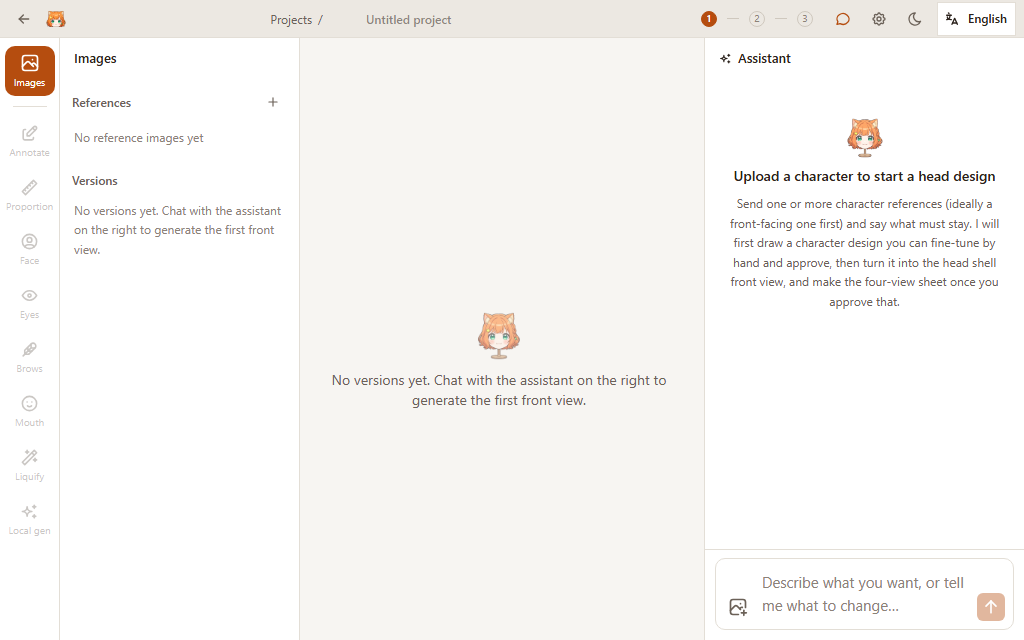 Projects /
Untitled project
1
2
3
English
Images
Annotate
Proportion
Face
Eyes
Brows
Mouth
Liquify
Local gen
Images
References
No reference images yet
Versions
No versions yet. Chat with the assistant
on the right to generate the first front
view.
No versions yet. Chat with the assistant on the right to
generate the first front view.
Assistant
Upload a character to start a head design
Send one or more character references (ideally a
front-facing one first) and say what must stay. I will
first draw a character design you can fine-tune by
hand and approve, then turn it into the head shell
front view, and make the four-view sheet once you
approve that.
Describe what you want, or tell
me what to change...